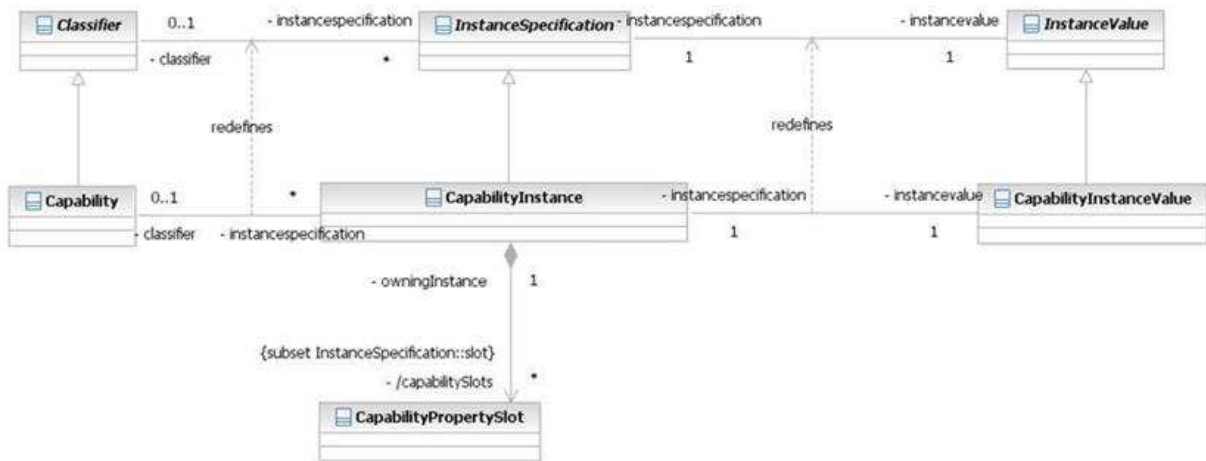 Classifier
0..1
- instancespecification
InstanceSpecification
- instancespecification
- instancevalue
InstanceValue
- classifier
*
1
1
redefines
redefines
Capability
0..1
*
CapabilityInstance
- instancespecification
- instancevalue
CapabilityInstanceValue
- classifier
- instancespecification
1
1
- owningInstance
1
{subset InstanceSpecification::slot}
- /capabilitySlots
*
CapabilityPropertySlot